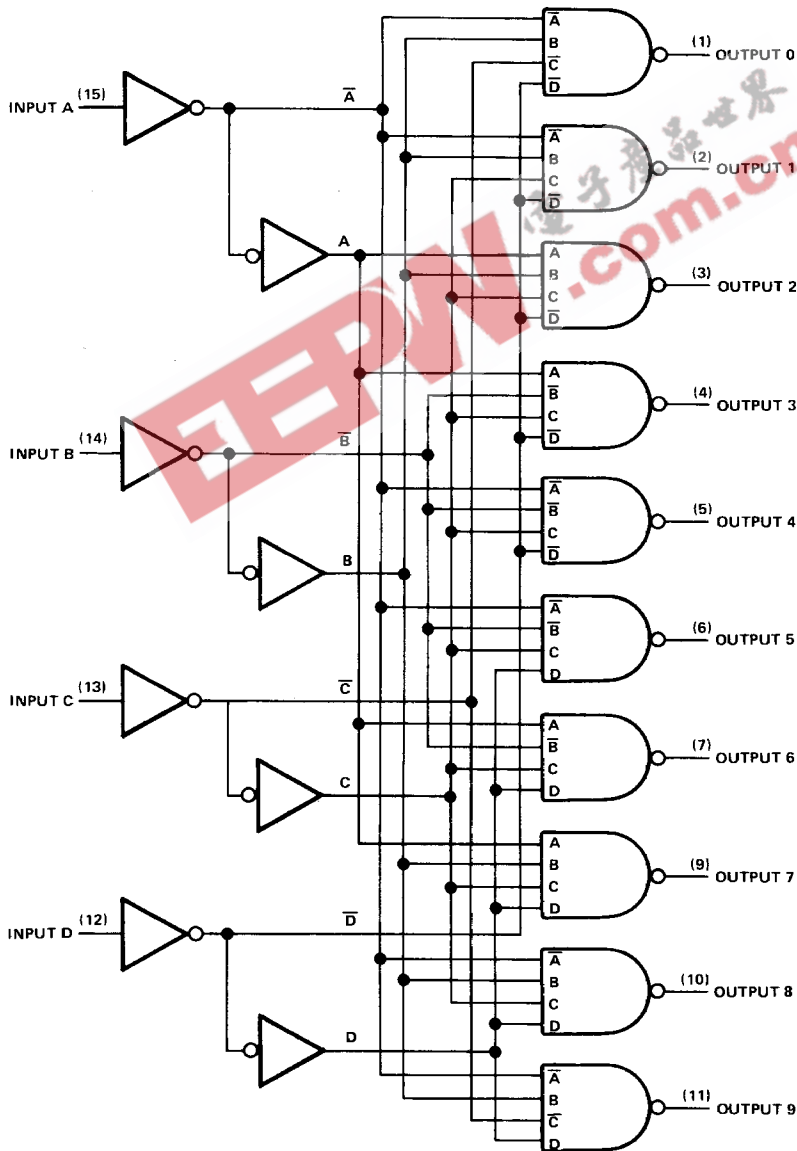 A̅
B
C̅
D̅
(1)
OUTPUT 0
INPUT A
(15)
A̅
A̅
B
C
D̅
(2)
OUTPUT 1
A
A
B
C
D̅
(3)
OUTPUT 2
A
B̅
C
D̅
(4)
OUTPUT 3
INPUT B
(14)
B̅
A̅
B̅
C
D̅
(5)
OUTPUT 4
B
A̅
B̅
C
D
(6)
OUTPUT 5
INPUT C
(13)
C̅
A
B̅
C
D
(7)
OUTPUT 6
C
A
B
C
D
(9)
OUTPUT 7
INPUT D
(12)
D̅
A̅
B
C
D
(10)
OUTPUT 8
D
A̅
B
C̅
D
(11)
OUTPUT 9
EEPW
.com.cn
产品世界